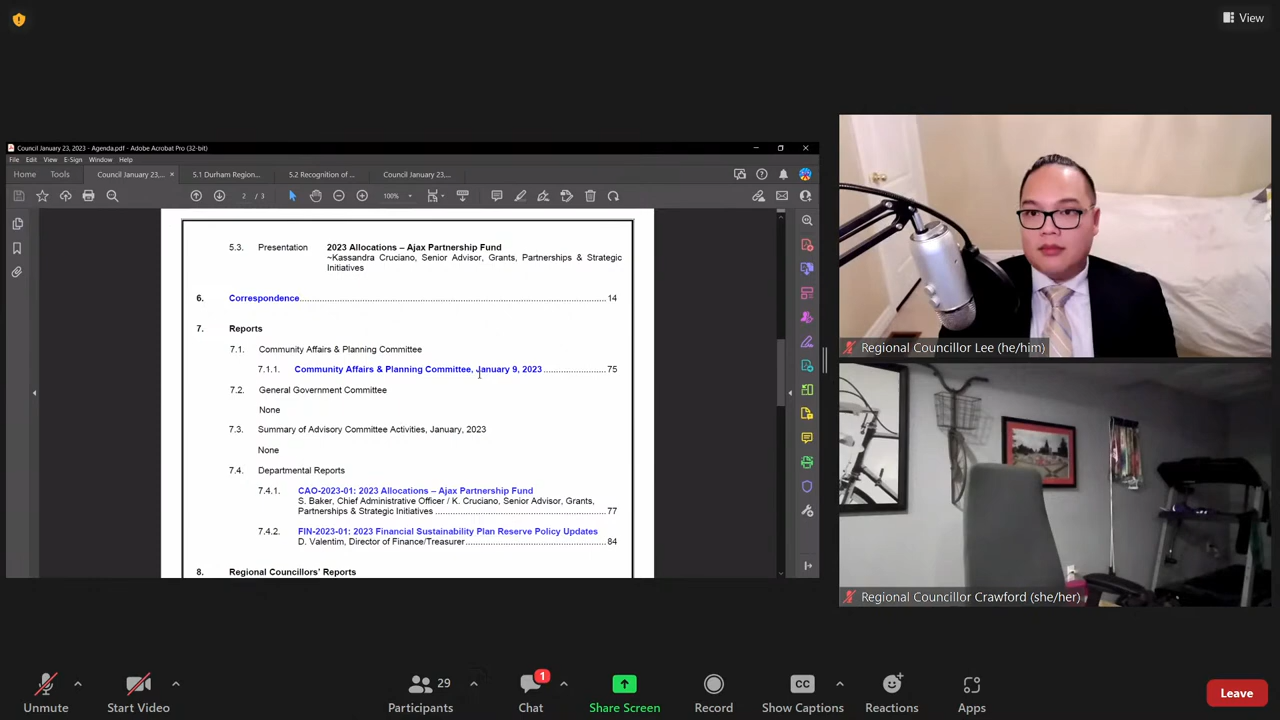 View
Council January 23, 2023 - Agenda.pdf - Adobe Acrobat Pro (32-bit)
File Edit View E-Sign Window Help
Home Tools Council January 23,... × 5.1 Durham Region... 5.2 Recognition of ... Council January 23,...
2 / 3 100%
5.3. Presentation 2023 Allocations – Ajax Partnership Fund
~Kassandra Cruciano, Senior Advisor, Grants, Partnerships & Strategic
Initiatives
6. Correspondence 14
7. Reports
7.1. Community Affairs & Planning Committee
7.1.1. Community Affairs & Planning Committee, January 9, 2023 75
7.2. General Government Committee
None
7.3. Summary of Advisory Committee Activities, January, 2023
None
7.4. Departmental Reports
7.4.1. CAO-2023-01: 2023 Allocations – Ajax Partnership Fund
S. Baker, Chief Administrative Officer / K. Cruciano, Senior Advisor, Grants,
Partnerships & Strategic Initiatives 77
7.4.2. FIN-2023-01: 2023 Financial Sustainability Plan Reserve Policy Updates
D. Valentim, Director of Finance/Treasurer 84
8. Regional Councillors' Reports
Regional Councillor Lee (he/him)
Regional Councillor Crawford (she/her)
29 1
Unmute Start Video Participants Chat Share Screen Record Show Captions Reactions Apps Leave